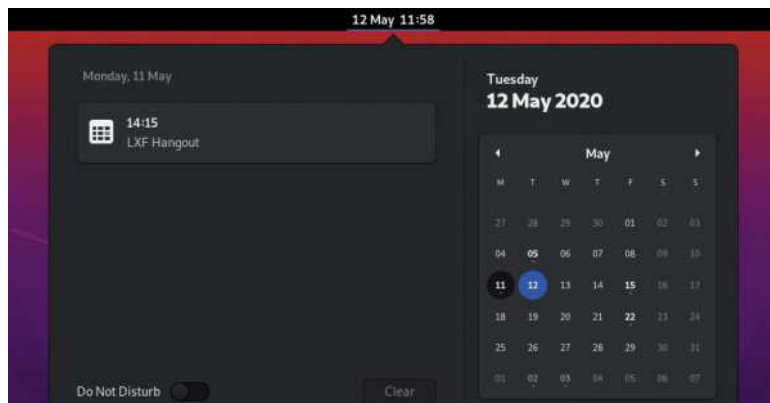 12 May 11:58
Monday, 11 May
14:15
LXF Hangout
Do Not Disturb
Clear
Tuesday
12 May 2020
May
M T W T F S S
27 28 29 30 01 02 03
04 05 06 07 08 09 10
11 12 13 14 15 16 17
18 19 20 21 22 23 24
25 26 27 28 29 30 31
01 02 03 04 05 06 07